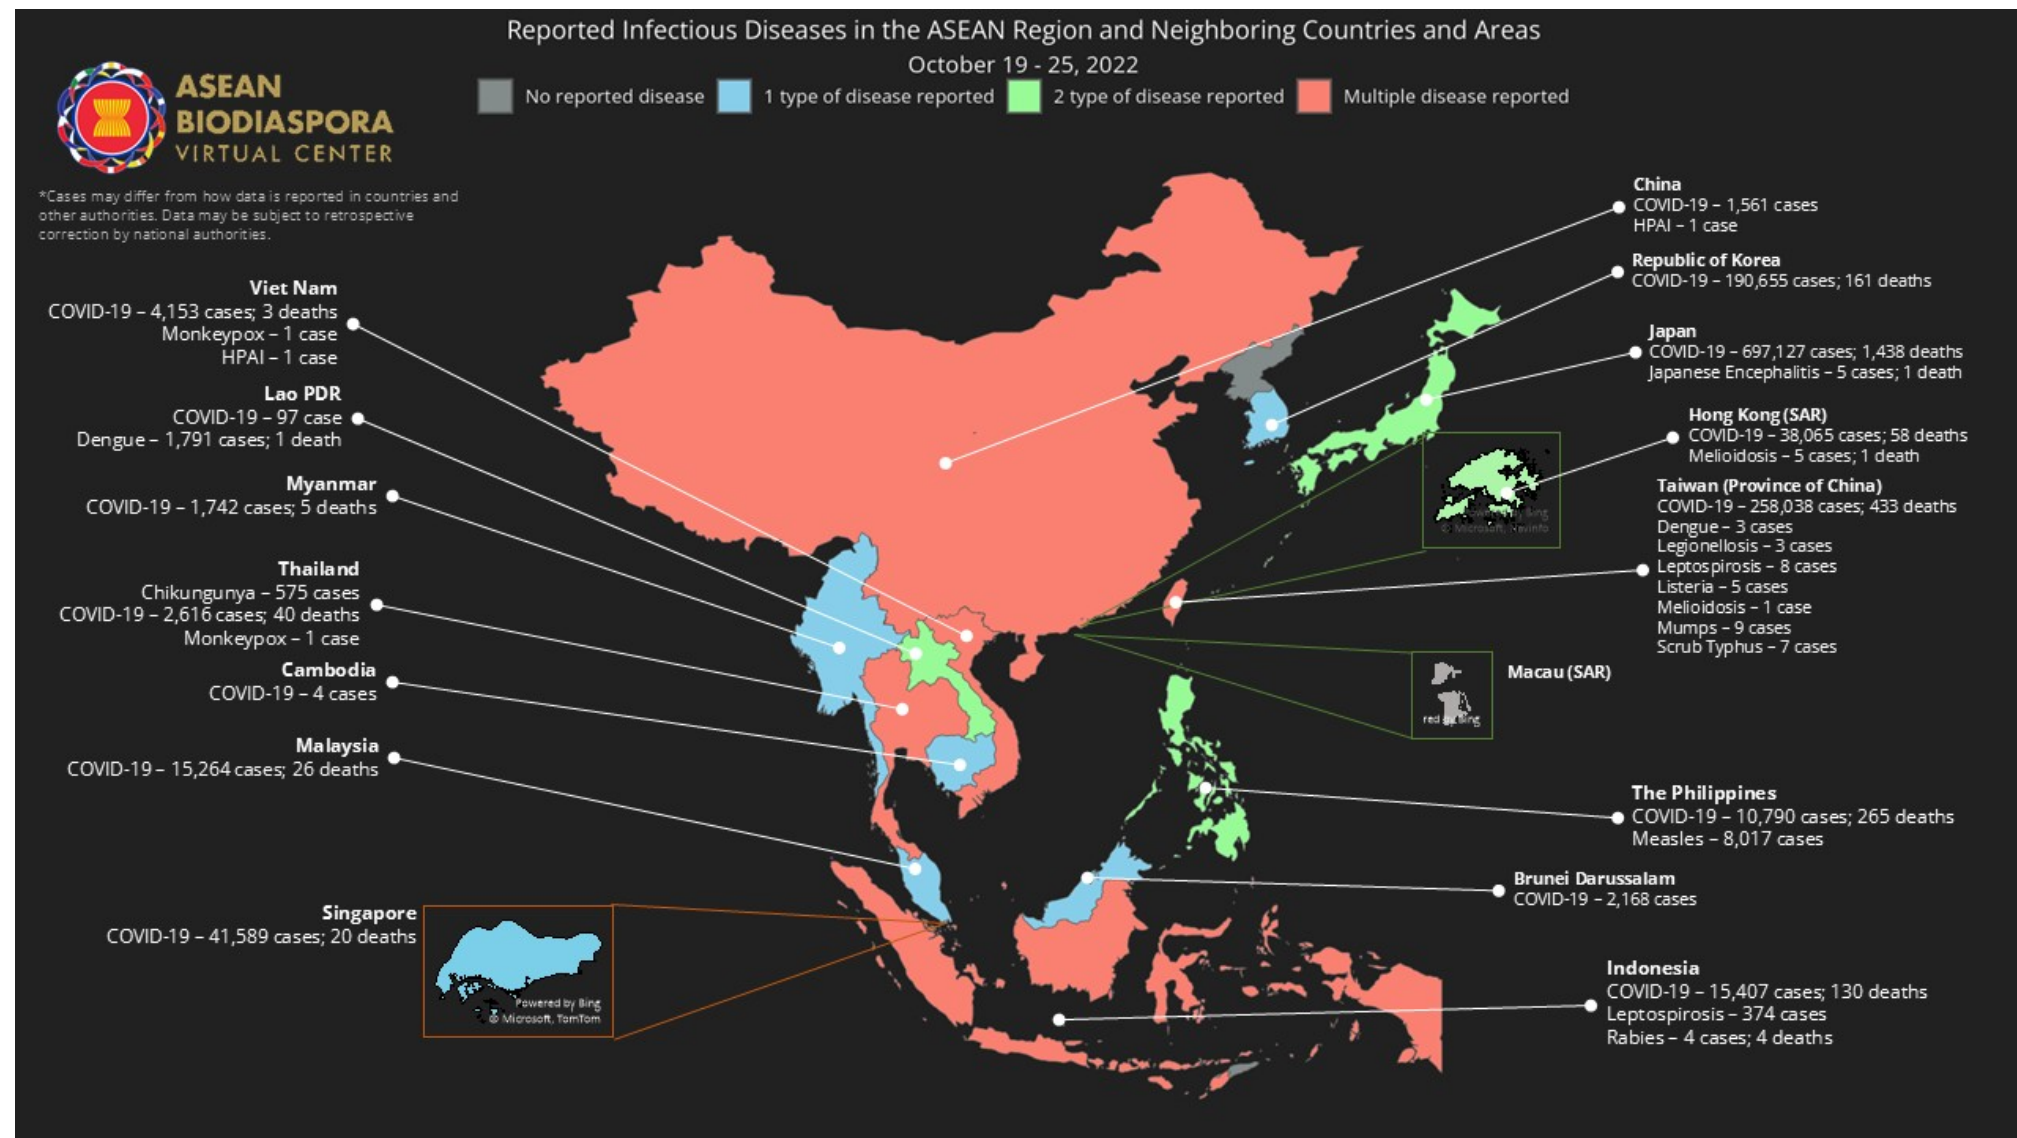 Reported Infectious Diseases in the ASEAN Region and Neighboring Countries and Areas
October 19 - 25, 2022
No reported disease
1 type of disease reported
2 type of disease reported
Multiple disease reported
ASEAN
BIODIASPORA
VIRTUAL CENTER
*Cases may differ from how data is reported in countries and
other authorities. Data may be subject to retrospective
correction by national authorities.
Viet Nam
COVID-19 – 4,153 cases; 3 deaths
Monkeypox – 1 case
HPAI – 1 case
Lao PDR
COVID-19 – 97 case
Dengue – 1,791 cases; 1 death
Myanmar
COVID-19 – 1,742 cases; 5 deaths
Thailand
Chikungunya – 575 cases
COVID-19 – 2,616 cases; 40 deaths
Monkeypox – 1 case
Cambodia
COVID-19 – 4 cases
Malaysia
COVID-19 – 15,264 cases; 26 deaths
Singapore
COVID-19 – 41,589 cases; 20 deaths
Powered by Bing
© Microsoft, TomTom
China
COVID-19 – 1,561 cases
HPAI – 1 case
Republic of Korea
COVID-19 – 190,655 cases; 161 deaths
Japan
COVID-19 – 697,127 cases; 1,438 deaths
Japanese Encephalitis – 5 cases; 1 death
Hong Kong (SAR)
COVID-19 – 38,065 cases; 58 deaths
Melioidosis – 5 cases; 1 death
Powered by Bing
© Microsoft, Navinfo
Taiwan (Province of China)
COVID-19 – 258,038 cases; 433 deaths
Dengue – 3 cases
Legionellosis – 3 cases
Leptospirosis – 8 cases
Listeria – 5 cases
Melioidosis – 1 case
Mumps – 9 cases
Scrub Typhus – 7 cases
Macau (SAR)
red by Bing
The Philippines
COVID-19 – 10,790 cases; 265 deaths
Measles – 8,017 cases
Brunei Darussalam
COVID-19 – 2,168 cases
Indonesia
COVID-19 – 15,407 cases; 130 deaths
Leptospirosis – 374 cases
Rabies – 4 cases; 4 deaths